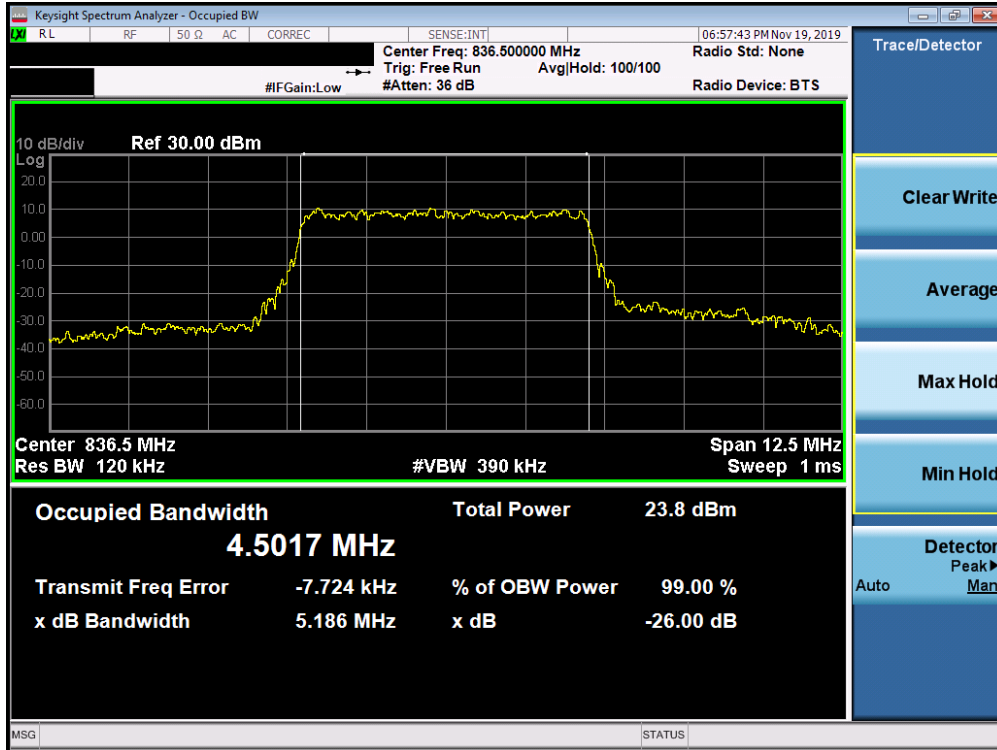 Keysight Spectrum Analyzer - Occupied BW
LXI RL RF 50 Ω AC CORREC SENSE:INT 06:57:43 PM Nov 19, 2019
Center Freq: 836.500000 MHz Radio Std: None
Trig: Free Run Avg|Hold: 100/100
#IFGain:Low #Atten: 36 dB Radio Device: BTS
10 dB/div Ref 30.00 dBm
Log
20.0
10.0
0.00
-10.0
-20.0
-30.0
-40.0
-50.0
-60.0
Center 836.5 MHz Span 12.5 MHz
Res BW 120 kHz #VBW 390 kHz Sweep 1 ms
Occupied Bandwidth Total Power 23.8 dBm
4.5017 MHz
Transmit Freq Error -7.724 kHz % of OBW Power 99.00 %
x dB Bandwidth 5.186 MHz x dB -26.00 dB
MSG STATUS
Trace/Detector
Clear Write
Average
Max Hold
Min Hold
Detector
Peak▶
Auto Man